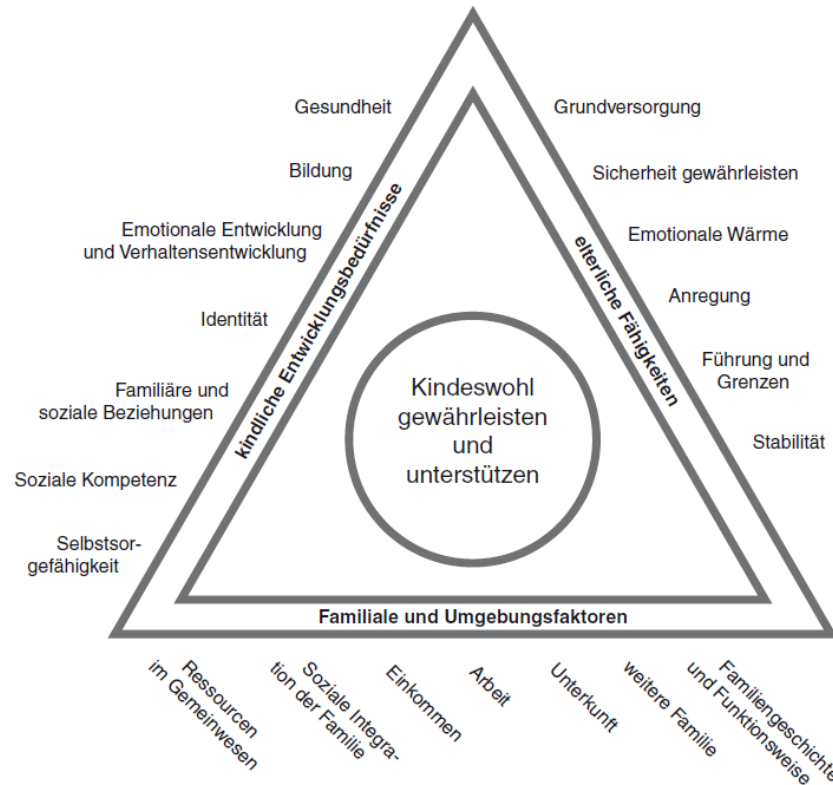 Gesundheit
Bildung
Emotionale Entwicklung
und Verhaltensentwicklung
Identität
Familiäre und
soziale Beziehungen
Soziale Kompetenz
Selbstsor-
gefähigkeit
kindliche Entwicklungsbedürfnisse
Kindeswohl
gewährleisten
und
unterstützen
elterliche Fähigkeiten
Grundversorgung
Sicherheit gewährleisten
Emotionale Wärme
Anregung
Führung und
Grenzen
Stabilität
Familiale und Umgebungsfaktoren
Ressourcen
im Gemeinwesen
Soziale Integra-
tion der Familie
Einkommen
Arbeit
Unterkunft
weitere Familie
Familiengeschichte
und Funktionsweise